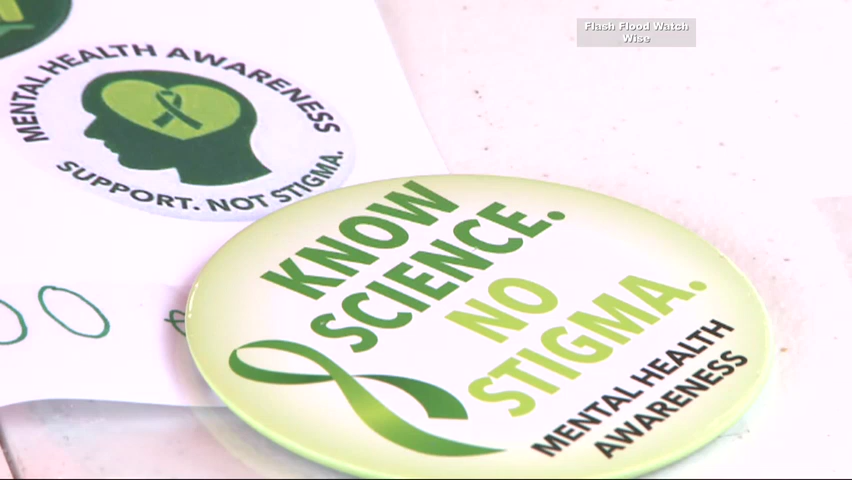 Flash Flood Watch
Wise
MENTAL HEALTH AWARENESS
SUPPORT. NOT STIGMA.
KNOW
SCIENCE.
NO
STIGMA.
MENTAL HEALTH
AWARENESS